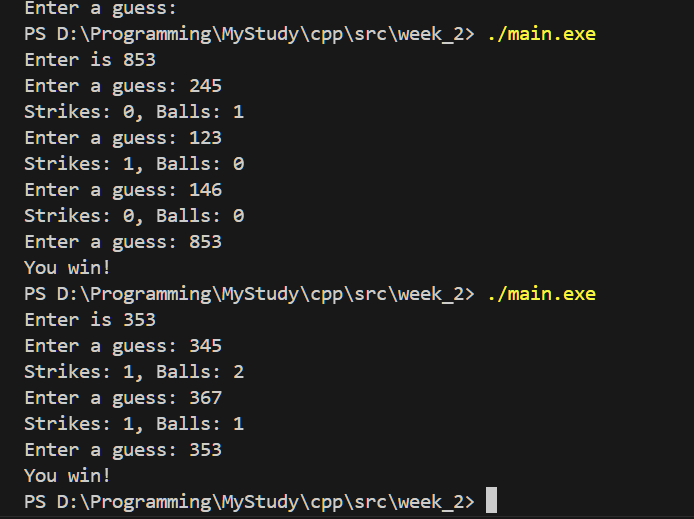 Enter a guess:
PS D:\Programming\MyStudy\cpp\src\week_2> ./main.exe
Enter is 853
Enter a guess: 245
Strikes: 0, Balls: 1
Enter a guess: 123
Strikes: 1, Balls: 0
Enter a guess: 146
Strikes: 0, Balls: 0
Enter a guess: 853
You win!
PS D:\Programming\MyStudy\cpp\src\week_2> ./main.exe
Enter is 353
Enter a guess: 345
Strikes: 1, Balls: 2
Enter a guess: 367
Strikes: 1, Balls: 1
Enter a guess: 353
You win!
PS D:\Programming\MyStudy\cpp\src\week_2>